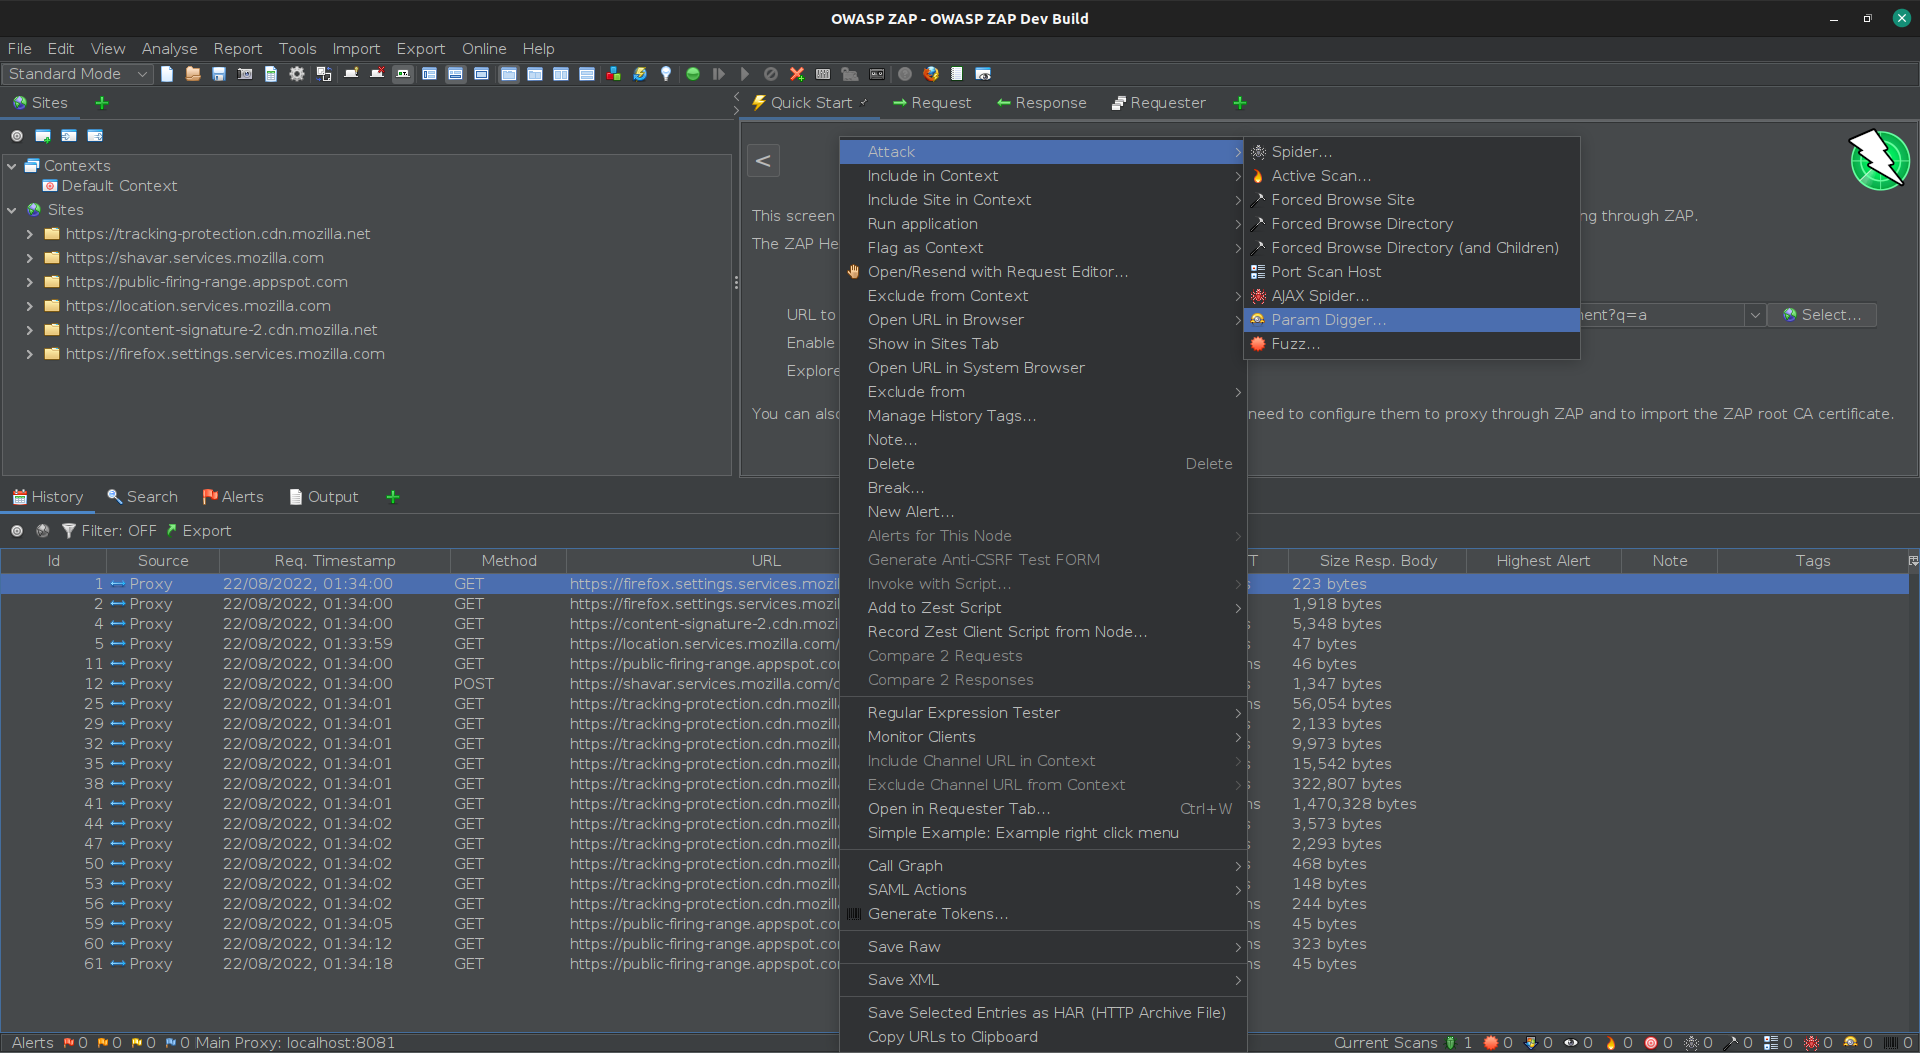 OWASP ZAP - OWASP ZAP Dev Build
File Edit View Analyse Report Tools Import Export Online Help
Standard Mode
Sites
Quick Start Request Response Requester
Contexts
Default Context
Sites
https://tracking-protection.cdn.mozilla.net
https://shavar.services.mozilla.com
https://public-firing-range.appspot.com
https://location.services.mozilla.com
https://content-signature-2.cdn.mozilla.net
https://firefox.settings.services.mozilla.com
<
This screen
ng through ZAP.
The ZAP He
URL to
nent?q=a
Select...
Enable
Explore
You can also
need to configure them to proxy through ZAP and to import the ZAP root CA certificate.
Attack
Include in Context
Include Site in Context
Run application
Flag as Context
Open/Resend with Request Editor...
Exclude from Context
Open URL in Browser
Show in Sites Tab
Open URL in System Browser
Exclude from
Manage History Tags...
Note...
Delete Delete
Break...
New Alert...
Alerts for This Node
Generate Anti-CSRF Test FORM
Invoke with Script...
Add to Zest Script
Record Zest Client Script from Node...
Compare 2 Requests
Compare 2 Responses
Regular Expression Tester
Monitor Clients
Include Channel URL in Context
Exclude Channel URL from Context
Open in Requester Tab... Ctrl+W
Simple Example: Example right click menu
Call Graph
SAML Actions
Generate Tokens...
Save Raw
Save XML
Save Selected Entries as HAR (HTTP Archive File)
Copy URLs to Clipboard
Spider...
Active Scan...
Forced Browse Site
Forced Browse Directory
Forced Browse Directory (and Children)
Port Scan Host
AJAX Spider...
Param Digger...
Fuzz...
History Search Alerts Output
Filter: OFF Export
Id Source Req. Timestamp Method URL T Size Resp. Body Highest Alert Note Tags
1 Proxy 22/08/2022, 01:34:00 GET https://firefox.settings.services.mozil 223 bytes
2 Proxy 22/08/2022, 01:34:00 GET https://firefox.settings.services.mozil s 1,918 bytes
4 Proxy 22/08/2022, 01:34:00 GET https://content-signature-2.cdn.mozi s 5,348 bytes
5 Proxy 22/08/2022, 01:33:59 GET https://location.services.mozilla.com/ s 47 bytes
11 Proxy 22/08/2022, 01:34:00 GET https://public-firing-range.appspot.co ns 46 bytes
12 Proxy 22/08/2022, 01:34:00 POST https://shavar.services.mozilla.com/ s 1,347 bytes
25 Proxy 22/08/2022, 01:34:01 GET https://tracking-protection.cdn.mozill s 56,054 bytes
29 Proxy 22/08/2022, 01:34:01 GET https://tracking-protection.cdn.mozill s 2,133 bytes
32 Proxy 22/08/2022, 01:34:01 GET https://tracking-protection.cdn.mozill s 9,973 bytes
35 Proxy 22/08/2022, 01:34:01 GET https://tracking-protection.cdn.mozill s 15,542 bytes
38 Proxy 22/08/2022, 01:34:01 GET https://tracking-protection.cdn.mozill ns 322,807 bytes
41 Proxy 22/08/2022, 01:34:01 GET https://tracking-protection.cdn.mozill ns 1,470,328 bytes
44 Proxy 22/08/2022, 01:34:02 GET https://tracking-protection.cdn.mozill s 3,573 bytes
47 Proxy 22/08/2022, 01:34:02 GET https://tracking-protection.cdn.mozill s 2,293 bytes
50 Proxy 22/08/2022, 01:34:02 GET https://tracking-protection.cdn.mozill s 468 bytes
53 Proxy 22/08/2022, 01:34:02 GET https://tracking-protection.cdn.mozill s 148 bytes
56 Proxy 22/08/2022, 01:34:02 GET https://tracking-protection.cdn.mozill s 244 bytes
59 Proxy 22/08/2022, 01:34:05 GET https://public-firing-range.appspot.co ns 45 bytes
60 Proxy 22/08/2022, 01:34:12 GET https://public-firing-range.appspot.co ns 323 bytes
61 Proxy 22/08/2022, 01:34:18 GET https://public-firing-range.appspot.co ns 45 bytes
Alerts 0 0 0 0 Main Proxy: localhost:8081
Current Scans 1 0 0 0 0 0 0 0 0 0 0 0